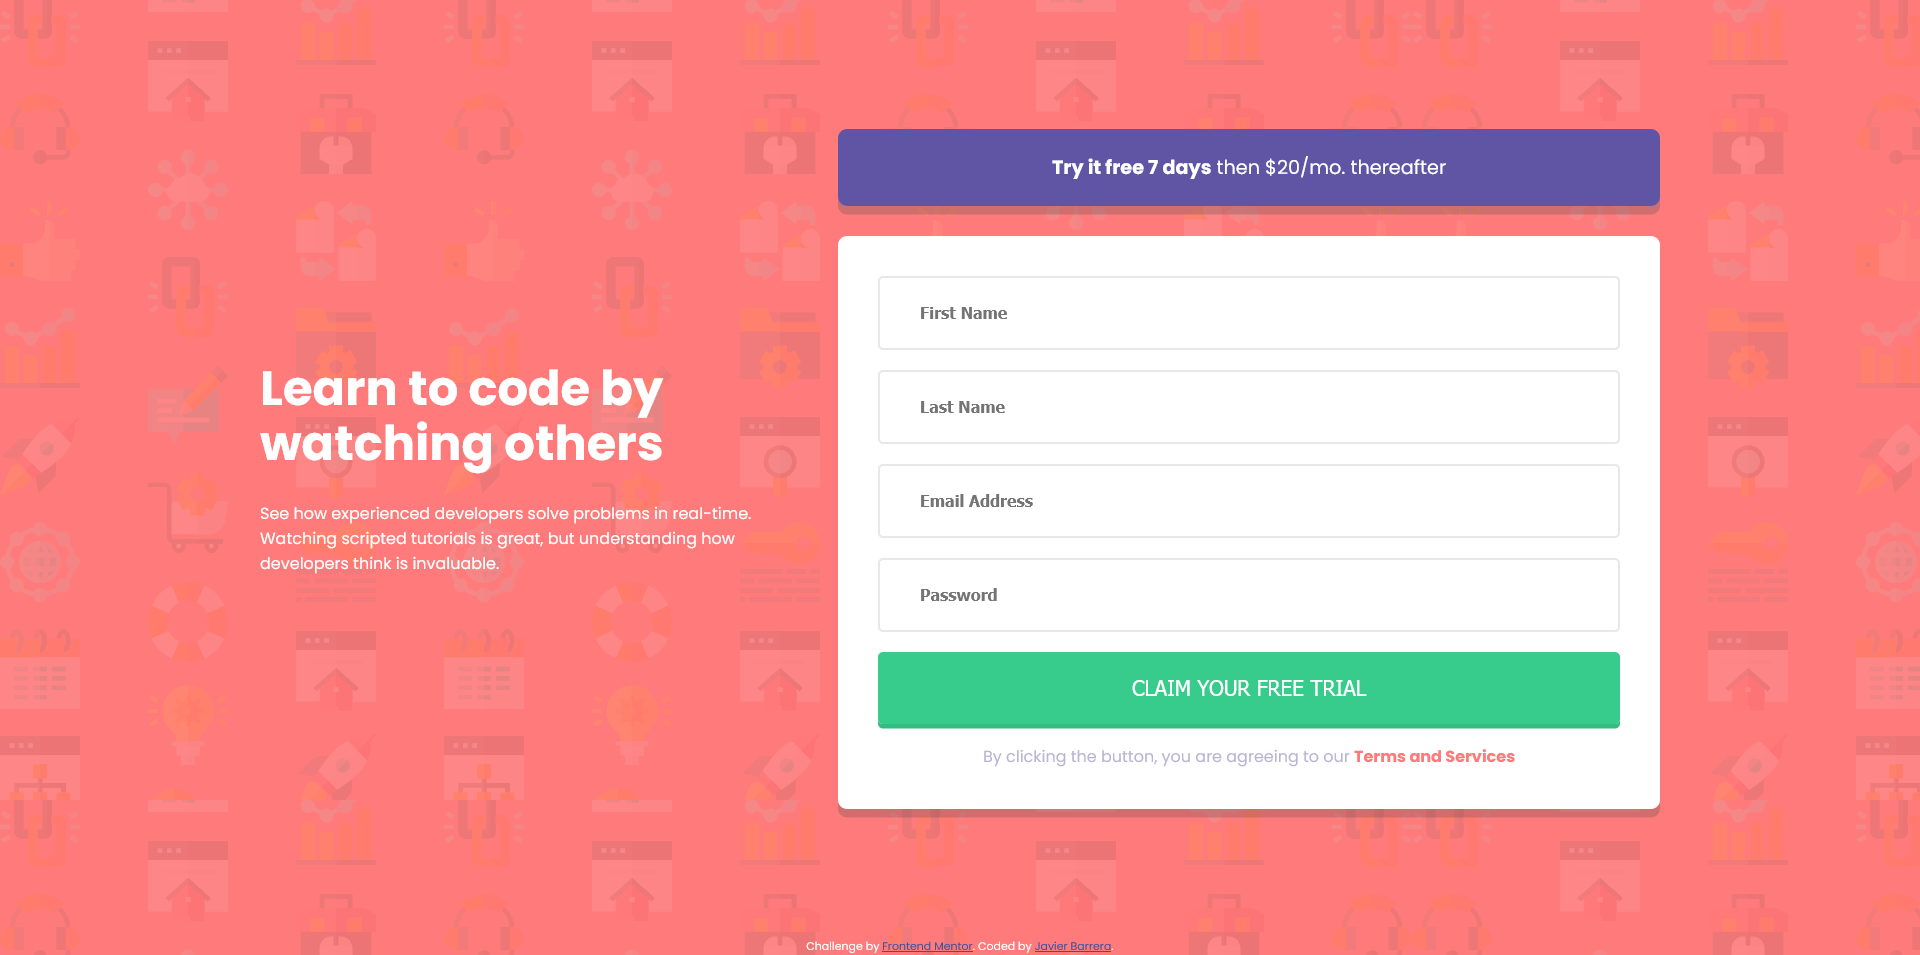 Learn to code by
watching others
See how experienced developers solve problems in real-time.
Watching scripted tutorials is great, but understanding how
developers think is invaluable.
Try it free 7 days then $20/mo. thereafter
First Name
Last Name
Email Address
Password
CLAIM YOUR FREE TRIAL
By clicking the button, you are agreeing to our Terms and Services
Challenge by Frontend Mentor. Coded by Javier Barrera.